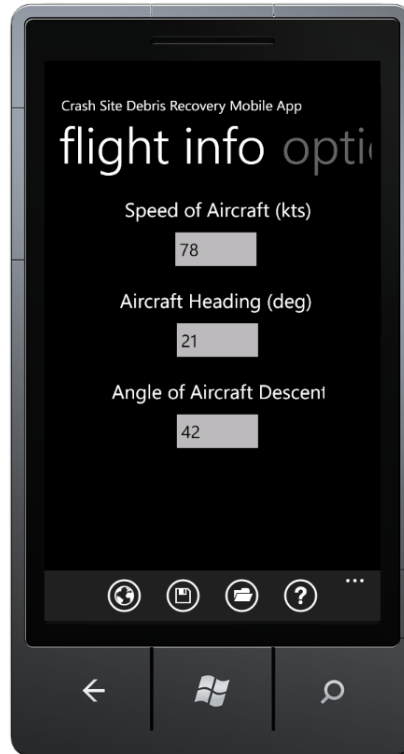 Crash Site Debris Recovery Mobile App
flight info opti
Speed of Aircraft (kts)
78
Aircraft Heading (deg)
21
Angle of Aircraft Descent
42
?
...